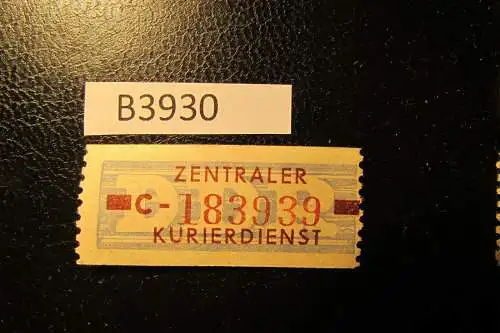 B3930
ZENTRALER
C-183939
KURIERDIENST